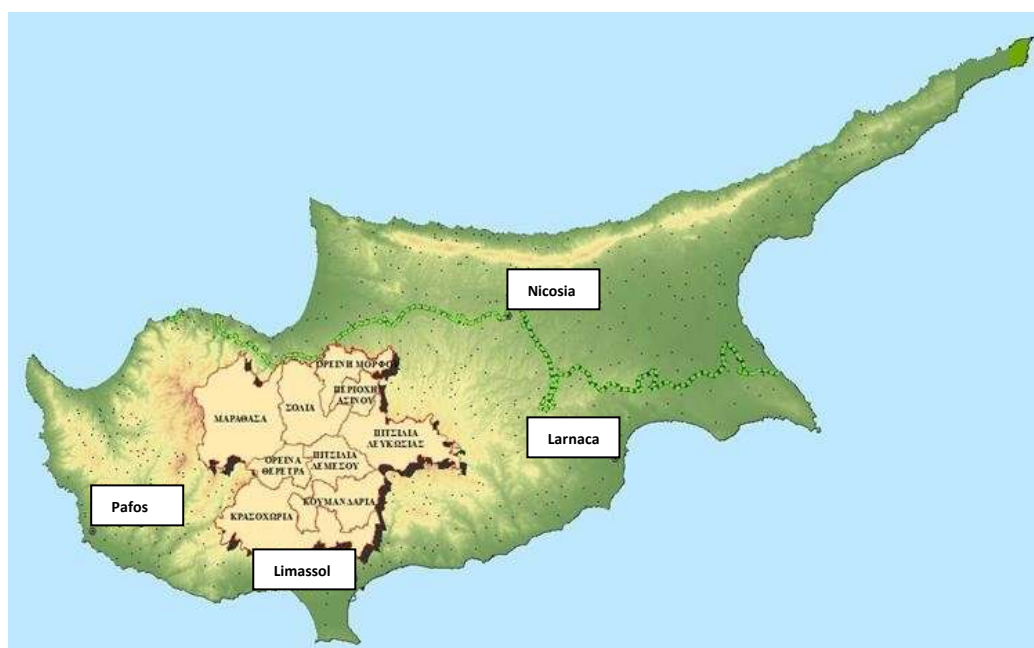 Nicosia
ΟΡΕΙΝΗ ΜΟΡΦΟΥ
ΠΕΡΙΟΧΗ
ΑΣΙΝΟΥ
ΣΟΛΙΑ
ΜΑΡΑΘΑΣΑ
ΠΙΤΣΙΛΙΑ
ΛΕΥΚΩΣΙΑΣ
Larnaca
ΠΙΤΣΙΛΙΑ
ΛΕΜΕΣΟΥ
ΟΡΕΙΝΑ
ΘΕΡΕΤΡΑ
ΚΟΥΜΑΝΔΑΡΙΑ
Pafos
ΚΡΑΣΟΧΩΡΙΑ
Limassol